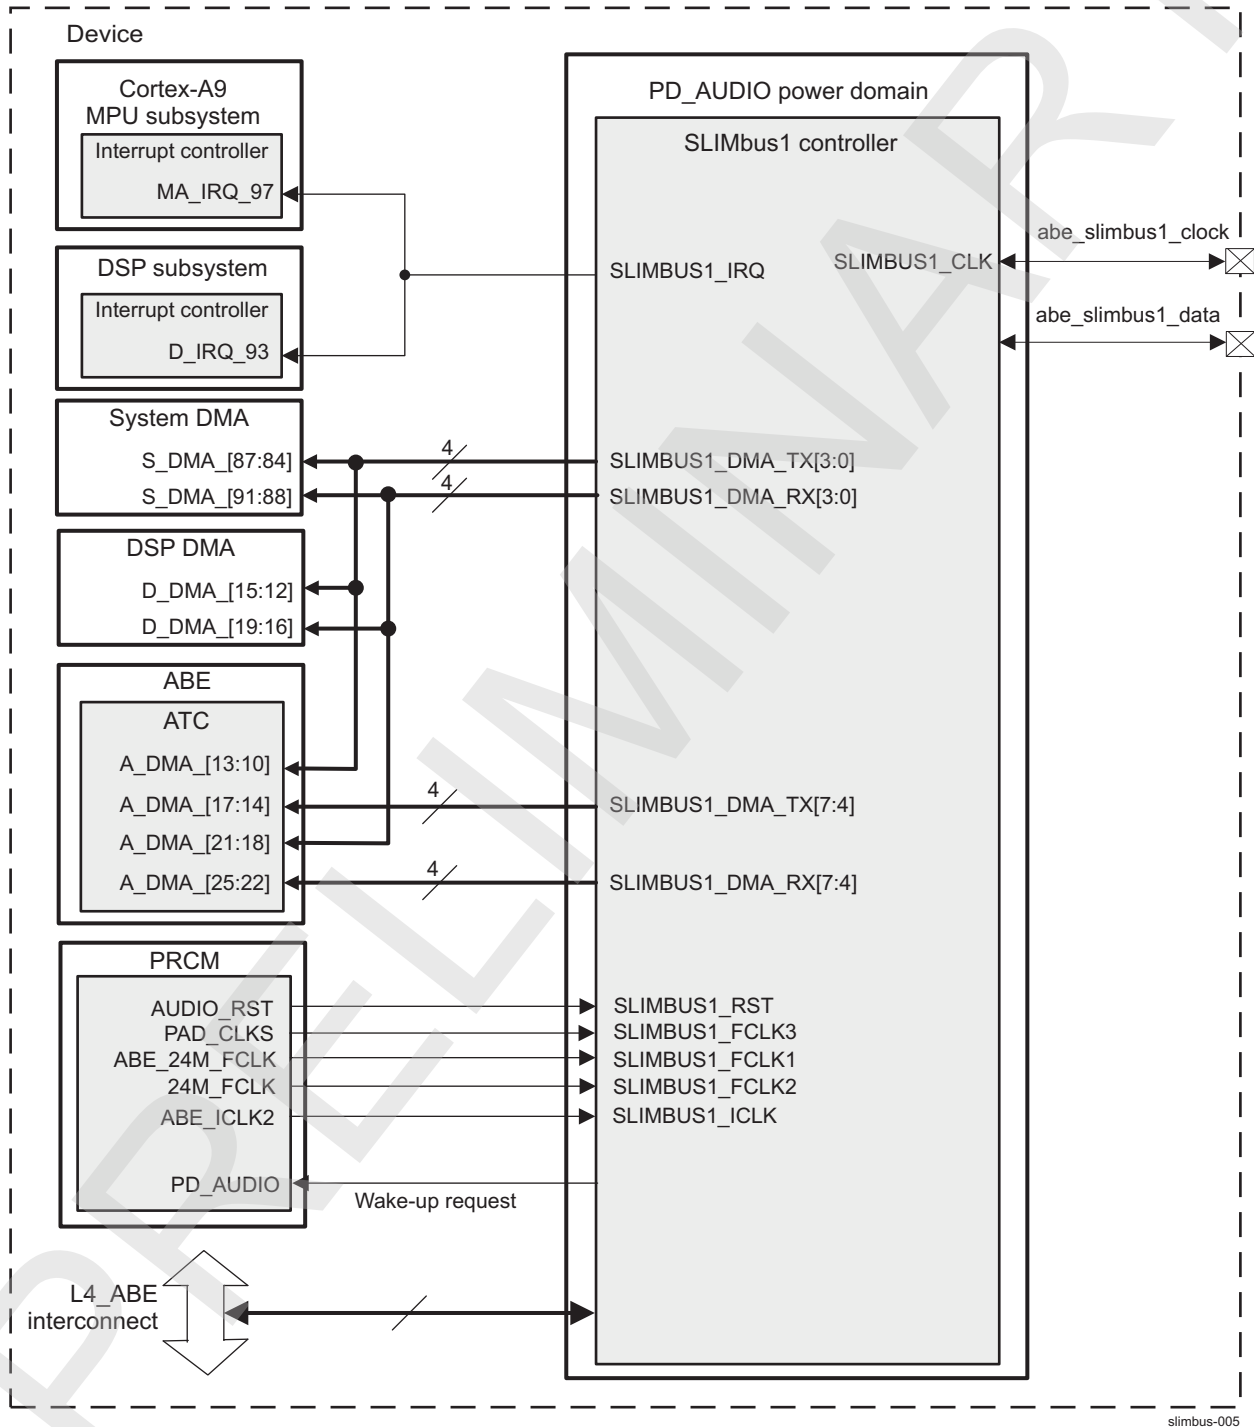 Device
Cortex-A9
MPU subsystem
Interrupt controller
MA_IRQ_97
DSP subsystem
Interrupt controller
D_IRQ_93
System DMA
S_DMA_[87:84]
S_DMA_[91:88]
DSP DMA
D_DMA_[15:12]
D_DMA_[19:16]
ABE
ATC
A_DMA_[13:10]
A_DMA_[17:14]
A_DMA_[21:18]
A_DMA_[25:22]
PRCM
AUDIO_RST
PAD_CLKS
ABE_24M_FCLK
24M_FCLK
ABE_ICLK2
PD_AUDIO
Wake-up request
L4_ABE
interconnect
4
4
4
4
PD_AUDIO power domain
SLIMbus1 controller
SLIMBUS1_IRQ
SLIMBUS1_CLK
SLIMBUS1_DMA_TX[3:0]
SLIMBUS1_DMA_RX[3:0]
SLIMBUS1_DMA_TX[7:4]
SLIMBUS1_DMA_RX[7:4]
SLIMBUS1_RST
SLIMBUS1_FCLK3
SLIMBUS1_FCLK1
SLIMBUS1_FCLK2
SLIMBUS1_ICLK
abe_slimbus1_clock
abe_slimbus1_data
slimbus-005
PRELIMINARY